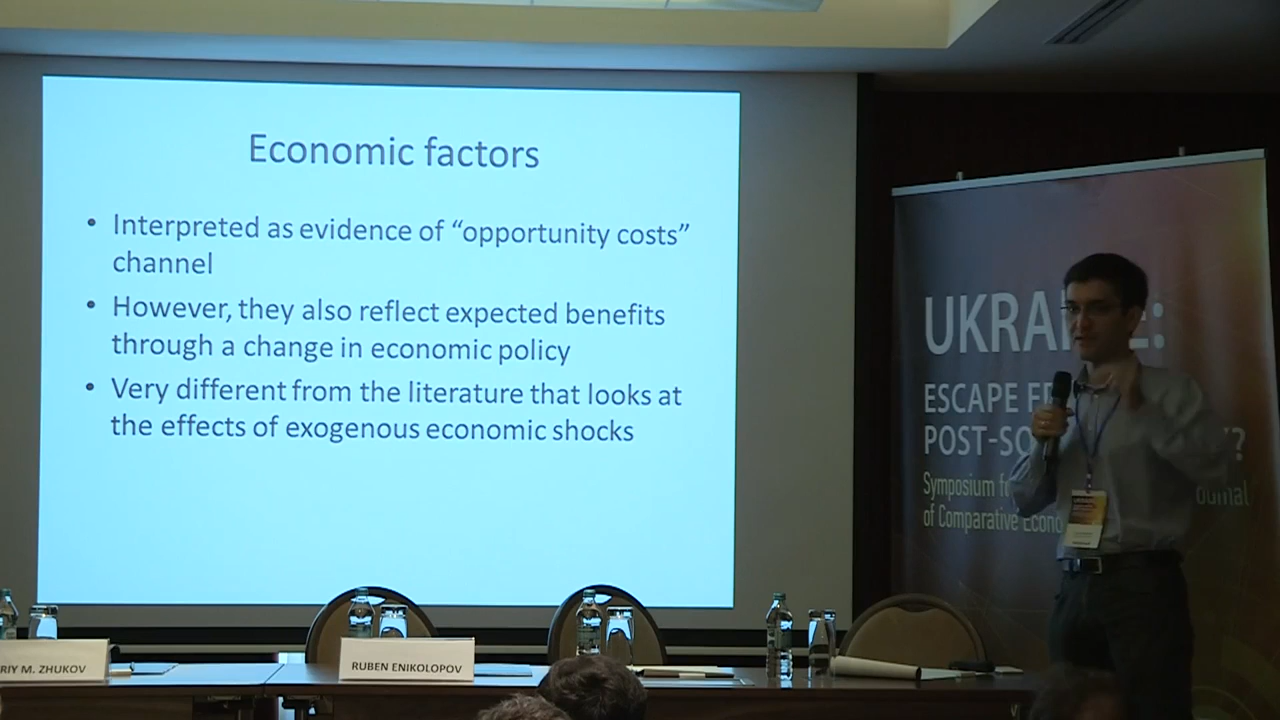 Economic factors
• Interpreted as evidence of “opportunity costs”
channel
• However, they also reflect expected benefits
through a change in economic policy
• Very different from the literature that looks at
the effects of exogenous economic shocks
UKRA
ESCAPE
POST-SO
Symposium
of Comparative
RIY M. ZHUKOV
RUBEN ENIKOLOPOV